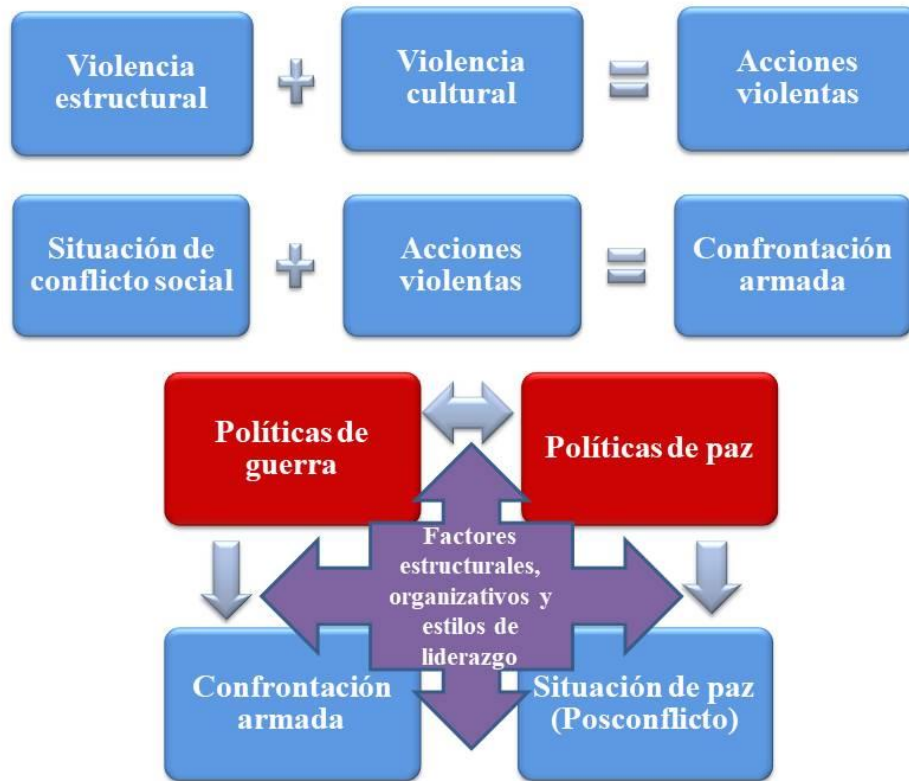 Violencia
estructural
+
Violencia
cultural
=
Acciones
violentas
Situación de
conflicto social
+
Acciones
violentas
=
Confrontación
armada
Políticas de
guerra
Políticas de paz
Factores
estructurales,
organizativos y
estilos de
liderazgo
Confrontación
armada
Situación de paz
(Posconflicto)